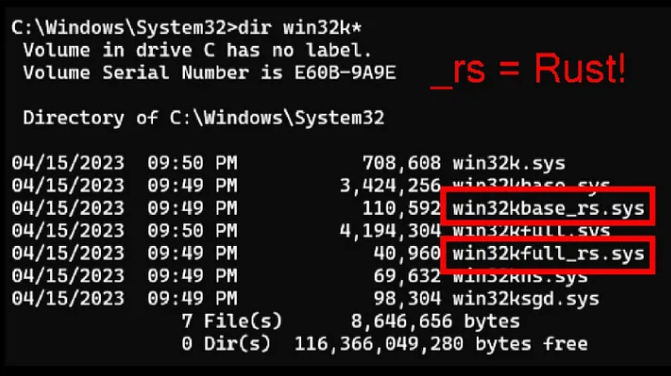 C:\Windows\System32>dir win32k*
Volume in drive C has no label.
Volume Serial Number is E60B-9A9E
_rs = Rust!
Directory of C:\Windows\System32
04/15/2023 09:50 PM 708,608 win32k.sys
04/15/2023 09:49 PM 3,424,256 win32kbase.sys
04/15/2023 09:49 PM 110,592 win32kbase_rs.sys
04/15/2023 09:50 PM 4,194,304 win32kfull.sys
04/15/2023 09:49 PM 40,960 win32kfull_rs.sys
04/15/2023 09:49 PM 69,632 win32kns.sys
04/15/2023 09:49 PM 98,304 win32ksgd.sys
7 File(s) 8,646,656 bytes
0 Dir(s) 116,366,049,280 bytes free